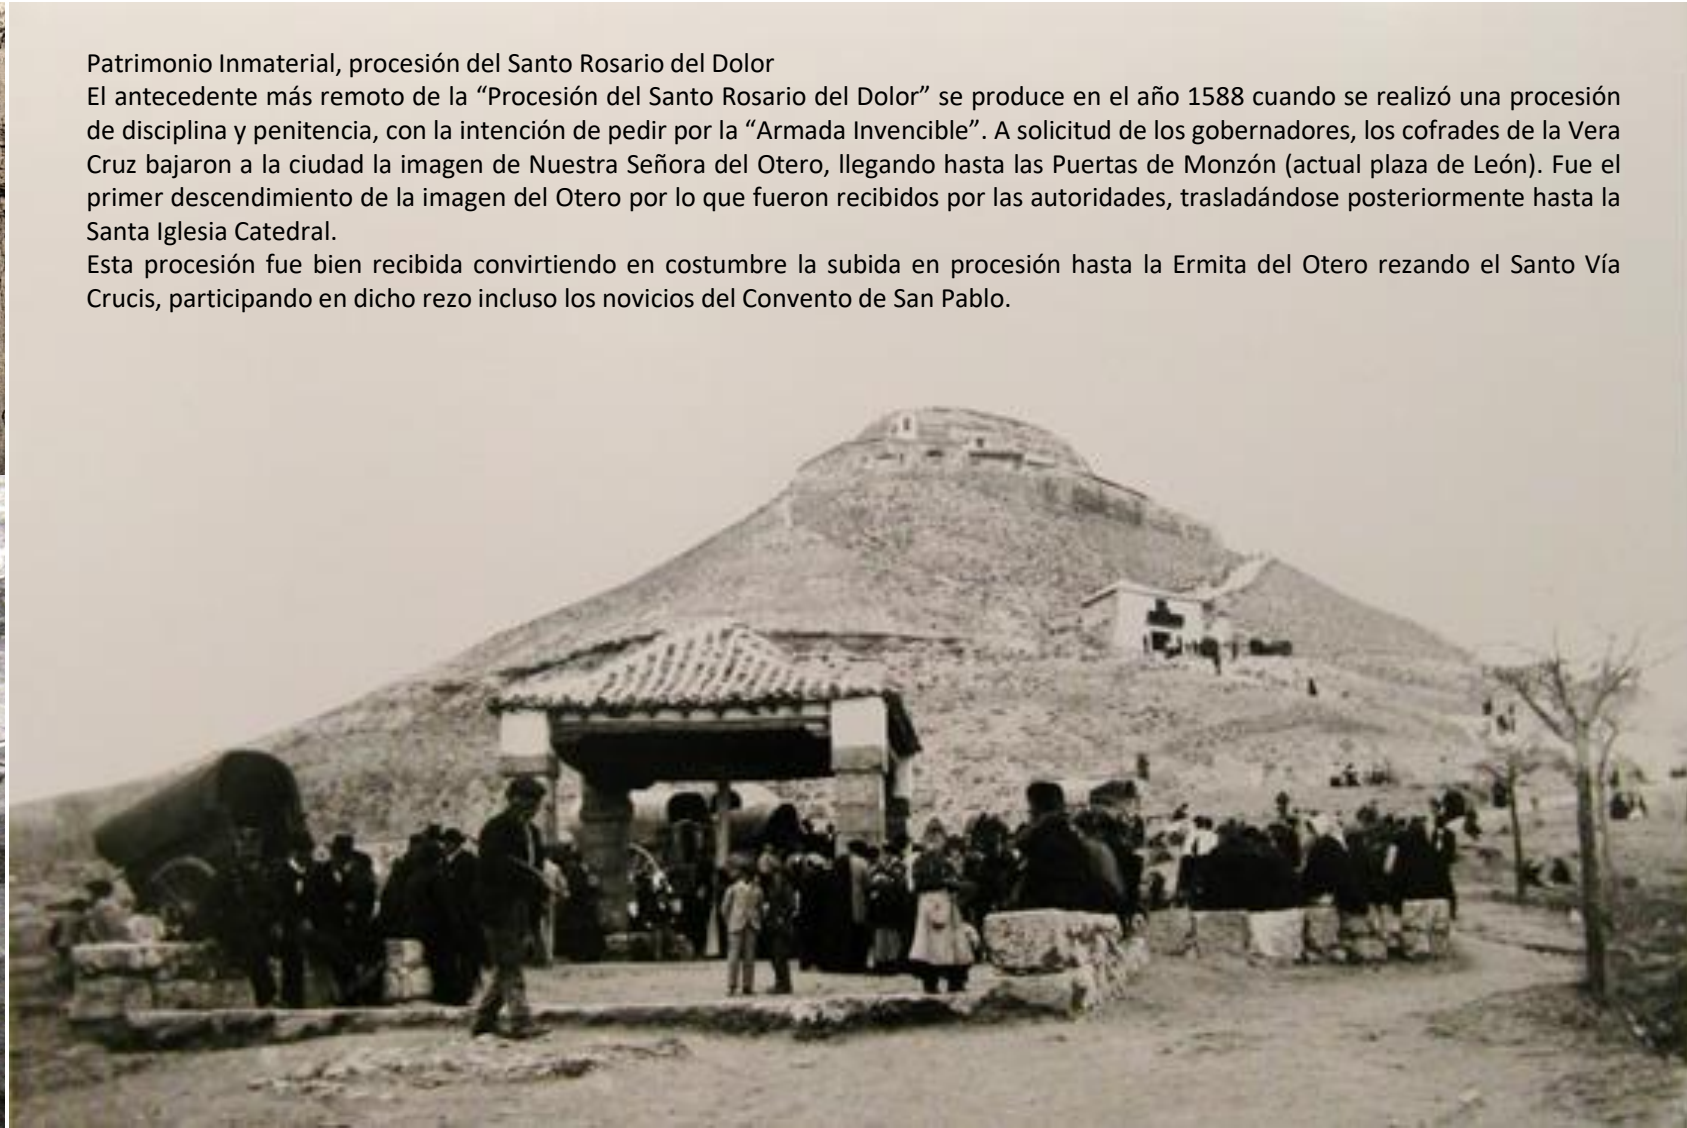 Patrimonio Inmaterial, procesión del Santo Rosario del Dolor
El antecedente más remoto de la “Procesión del Santo Rosario del Dolor” se produce en el año 1588 cuando se realizó una procesión
de disciplina y penitencia, con la intención de pedir por la “Armada Invencible”. A solicitud de los gobernadores, los cofrades de la Vera
Cruz bajaron a la ciudad la imagen de Nuestra Señora del Otero, llegando hasta las Puertas de Monzón (actual plaza de León). Fue el
primer descendimiento de la imagen del Otero por lo que fueron recibidos por las autoridades, trasladándose posteriormente hasta la
Santa Iglesia Catedral.
Esta procesión fue bien recibida convirtiendo en costumbre la subida en procesión hasta la Ermita del Otero rezando el Santo Vía
Crucis, participando en dicho rezo incluso los novicios del Convento de San Pablo.